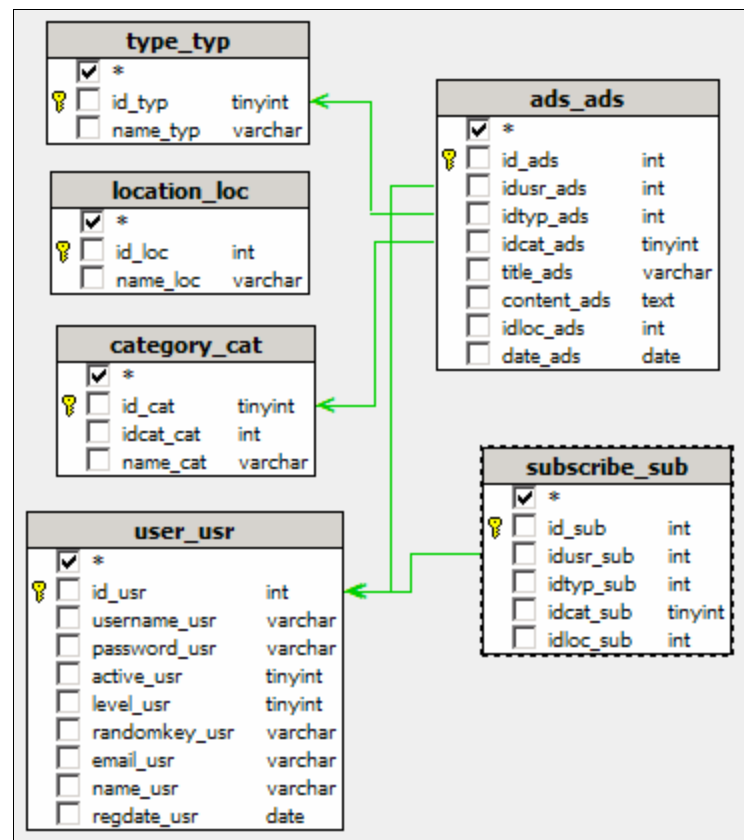 type_typ
*
id_typ tinyint
name_typ varchar
location_loc
*
id_loc int
name_loc varchar
category_cat
*
id_cat tinyint
idcat_cat int
name_cat varchar
user_usr
*
id_usr int
username_usr varchar
password_usr varchar
active_usr tinyint
level_usr tinyint
randomkey_usr varchar
email_usr varchar
name_usr varchar
regdate_usr date
ads_ads
*
id_ads int
idusr_ads int
idtyp_ads int
idcat_ads tinyint
title_ads varchar
content_ads text
idloc_ads int
date_ads date
subscribe_sub
*
id_sub int
idusr_sub int
idtyp_sub int
idcat_sub tinyint
idloc_sub int